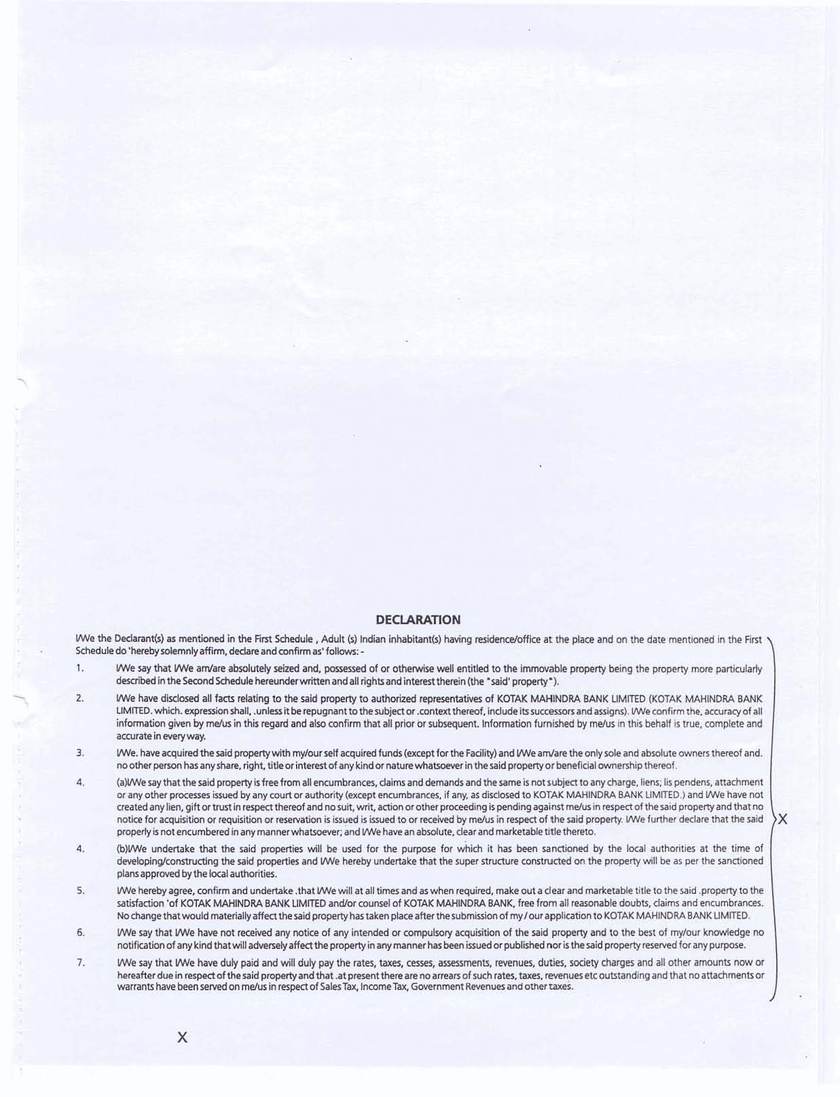 DECLARATION
I/We the Declarant(s) as mentioned in the First Schedule , Adult (s) Indian inhabitant(s) having residence/office at the place and on the date mentioned in the First
Schedule do 'hereby solemnly affirm, declare and confirm as' follows: -
1. I/We say that I/We am/are absolutely seized and, possessed of or otherwise well entitled to the immovable property being the property more particularly
described in the Second Schedule hereunder written and all rights and interest therein (the "said' property").
2. I/We have disclosed all facts relating to the said property to authorized representatives of KOTAK MAHINDRA BANK LIMITED (KOTAK MAHINDRA BANK
LIMITED. which. expression shall, .unless it be repugnant to the subject or .context thereof, include its successors and assigns). I/We confirm the, accuracy of all
information given by me/us in this regard and also confirm that all prior or subsequent. Information furnished by me/us in this behalf is true, complete and
accurate in every way.
3. I/We. have acquired the said property with my/our self acquired funds (except for the Facility) and I/We am/are the only sole and absolute owners thereof and.
no other person has any share, right, title or interest of any kind or nature whatsoever in the said property or beneficial ownership thereof.
4. (a)I/We say that the said property is free from all encumbrances, claims and demands and the same is not subject to any charge, liens; lis pendens, attachment
or any other processes issued by any court or authority (except encumbrances, if any, as disclosed to KOTAK MAHINDRA BANK LIMITED.) and I/We have not
created any lien, gift or trust in respect thereof and no suit, writ, action or other proceeding is pending against me/us in respect of the said property and that no
notice for acquisition or requisition or reservation is issued is issued to or received by me/us in respect of the said property. I/We further declare that the said
properly is not encumbered in any manner whatsoever; and I/We have an absolute, clear and marketable title thereto.
X
4. (b)I/We undertake that the said properties will be used for the purpose for which it has been sanctioned by the local authorities at the time of
developing/constructing the said properties and I/We hereby undertake that the super structure constructed on the property will be as per the sanctioned
plans approved by the local authorities.
5. I/We hereby agree, confirm and undertake .that I/We will at all times and as when required, make out a clear and marketable title to the said .property to the
satisfaction 'of KOTAK MAHINDRA BANK LIMITED and/or counsel of KOTAK MAHINDRA BANK, free from all reasonable doubts, claims and encumbrances.
No change that would materially affect the said property has taken place after the submission of my / our application to KOTAK MAHINDRA BANK LIMITED.
6. I/We say that I/We have not received any notice of any intended or compulsory acquisition of the said property and to the best of my/our knowledge no
notification of any kind that will adversely affect the property in any manner has been issued or published nor is the said property reserved for any purpose.
7. I/We say that I/We have duly paid and will duly pay the rates, taxes, cesses, assessments, revenues, duties, society charges and all other amounts now or
hereafter due in respect of the said property and that .at present there are no arrears of such rates, taxes, revenues etc outstanding and that no attachments or
warrants have been served on me/us in respect of Sales Tax, Income Tax, Government Revenues and other taxes.
X